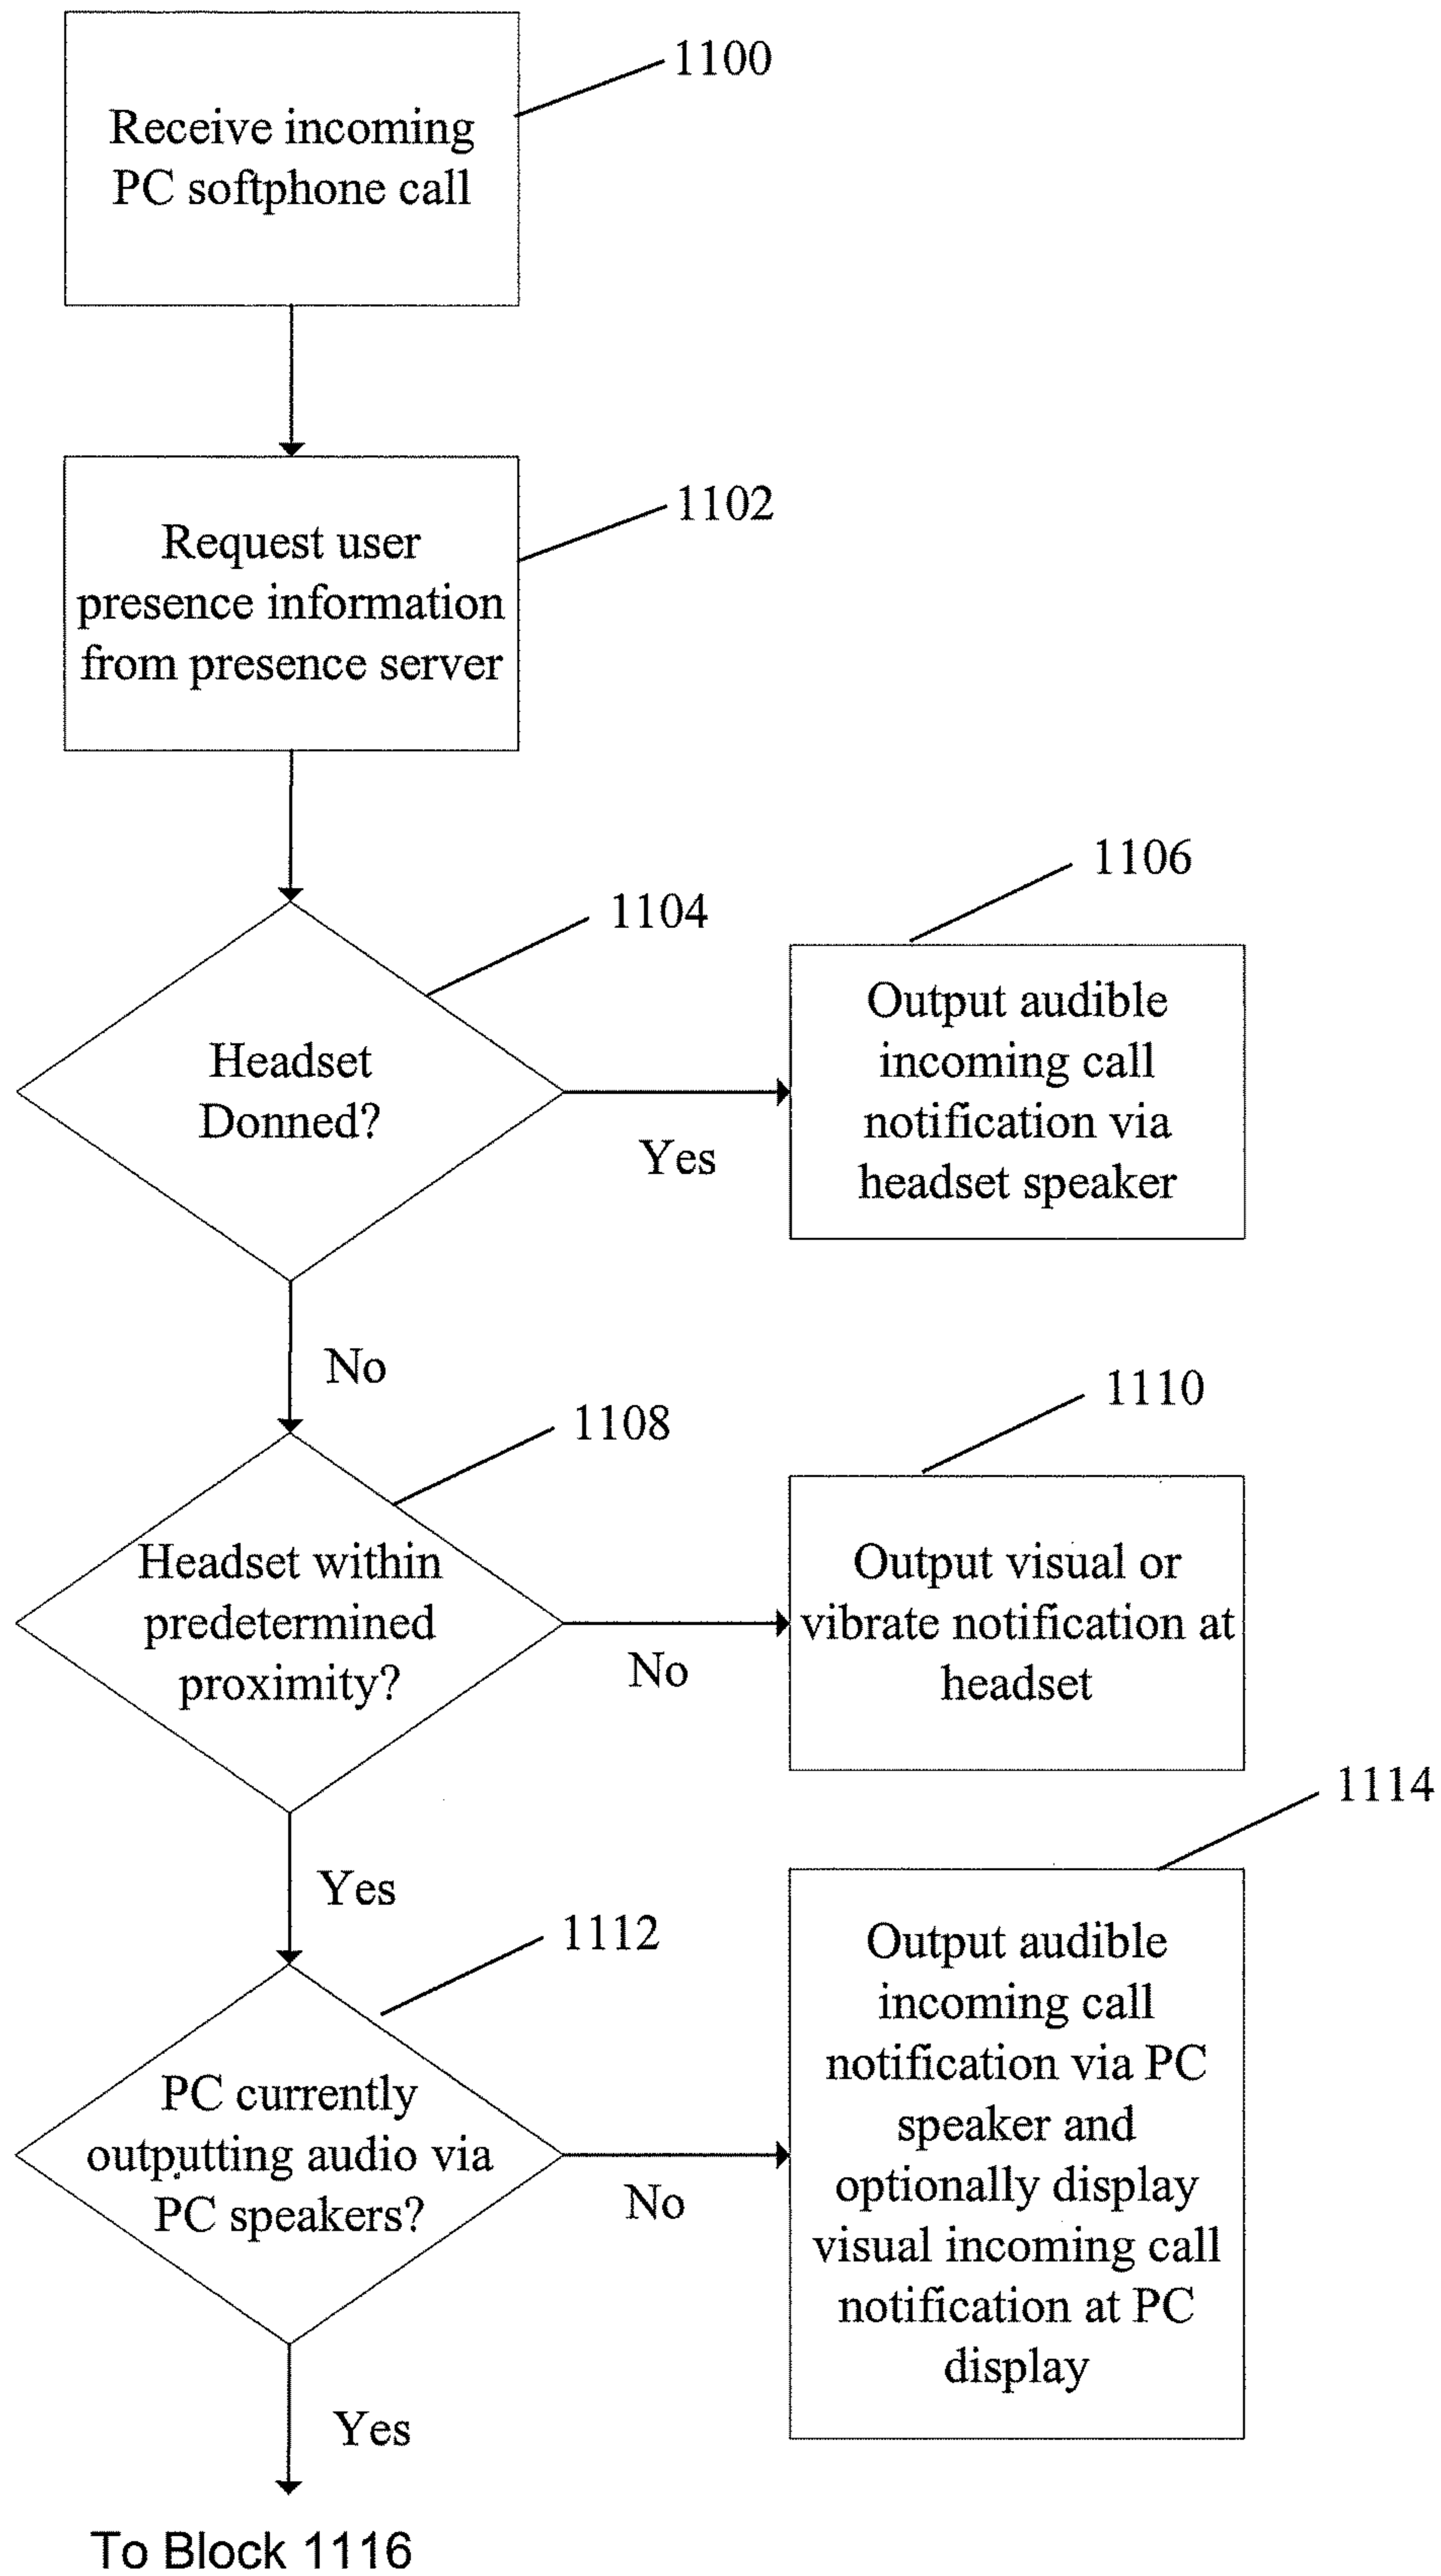 1100
Receive incoming
PC softphone call
1102
Request user
presence information
from presence server
1104
Headset
Donned?
Yes
No
1106
Output audible
incoming call
notification via
headset speaker
1108
Headset within
predetermined
proximity?
No
Yes
1110
Output visual or
vibrate notification at
headset
1112
PC currently
outputting audio via
PC speakers?
No
Yes
1114
Output audible
incoming call
notification via PC
speaker and
optionally display
visual incoming call
notification at PC
display
To Block 1116